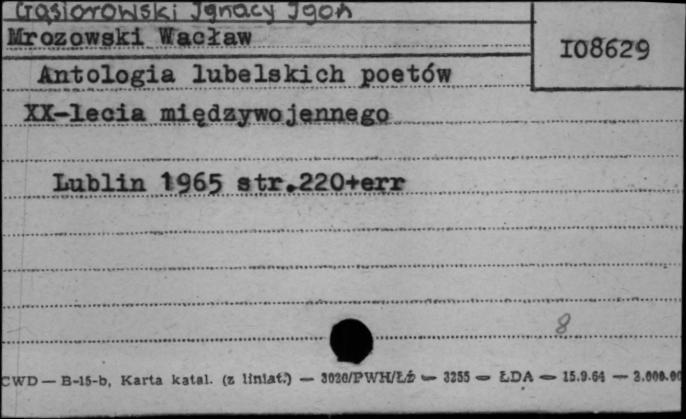 Gąsiorowski Ignacy Igon
Mrozowski Wacław
108629
Antologia lubelskich poetów
XX-lecia międzywojennego
Lublin 1965 str.220+err
8
CWD — B-15-b, Karta katal. (z liniat.) — 3020/PWH/Łź — 3255 — ŁDA — 15.9.64 — 2.000.00